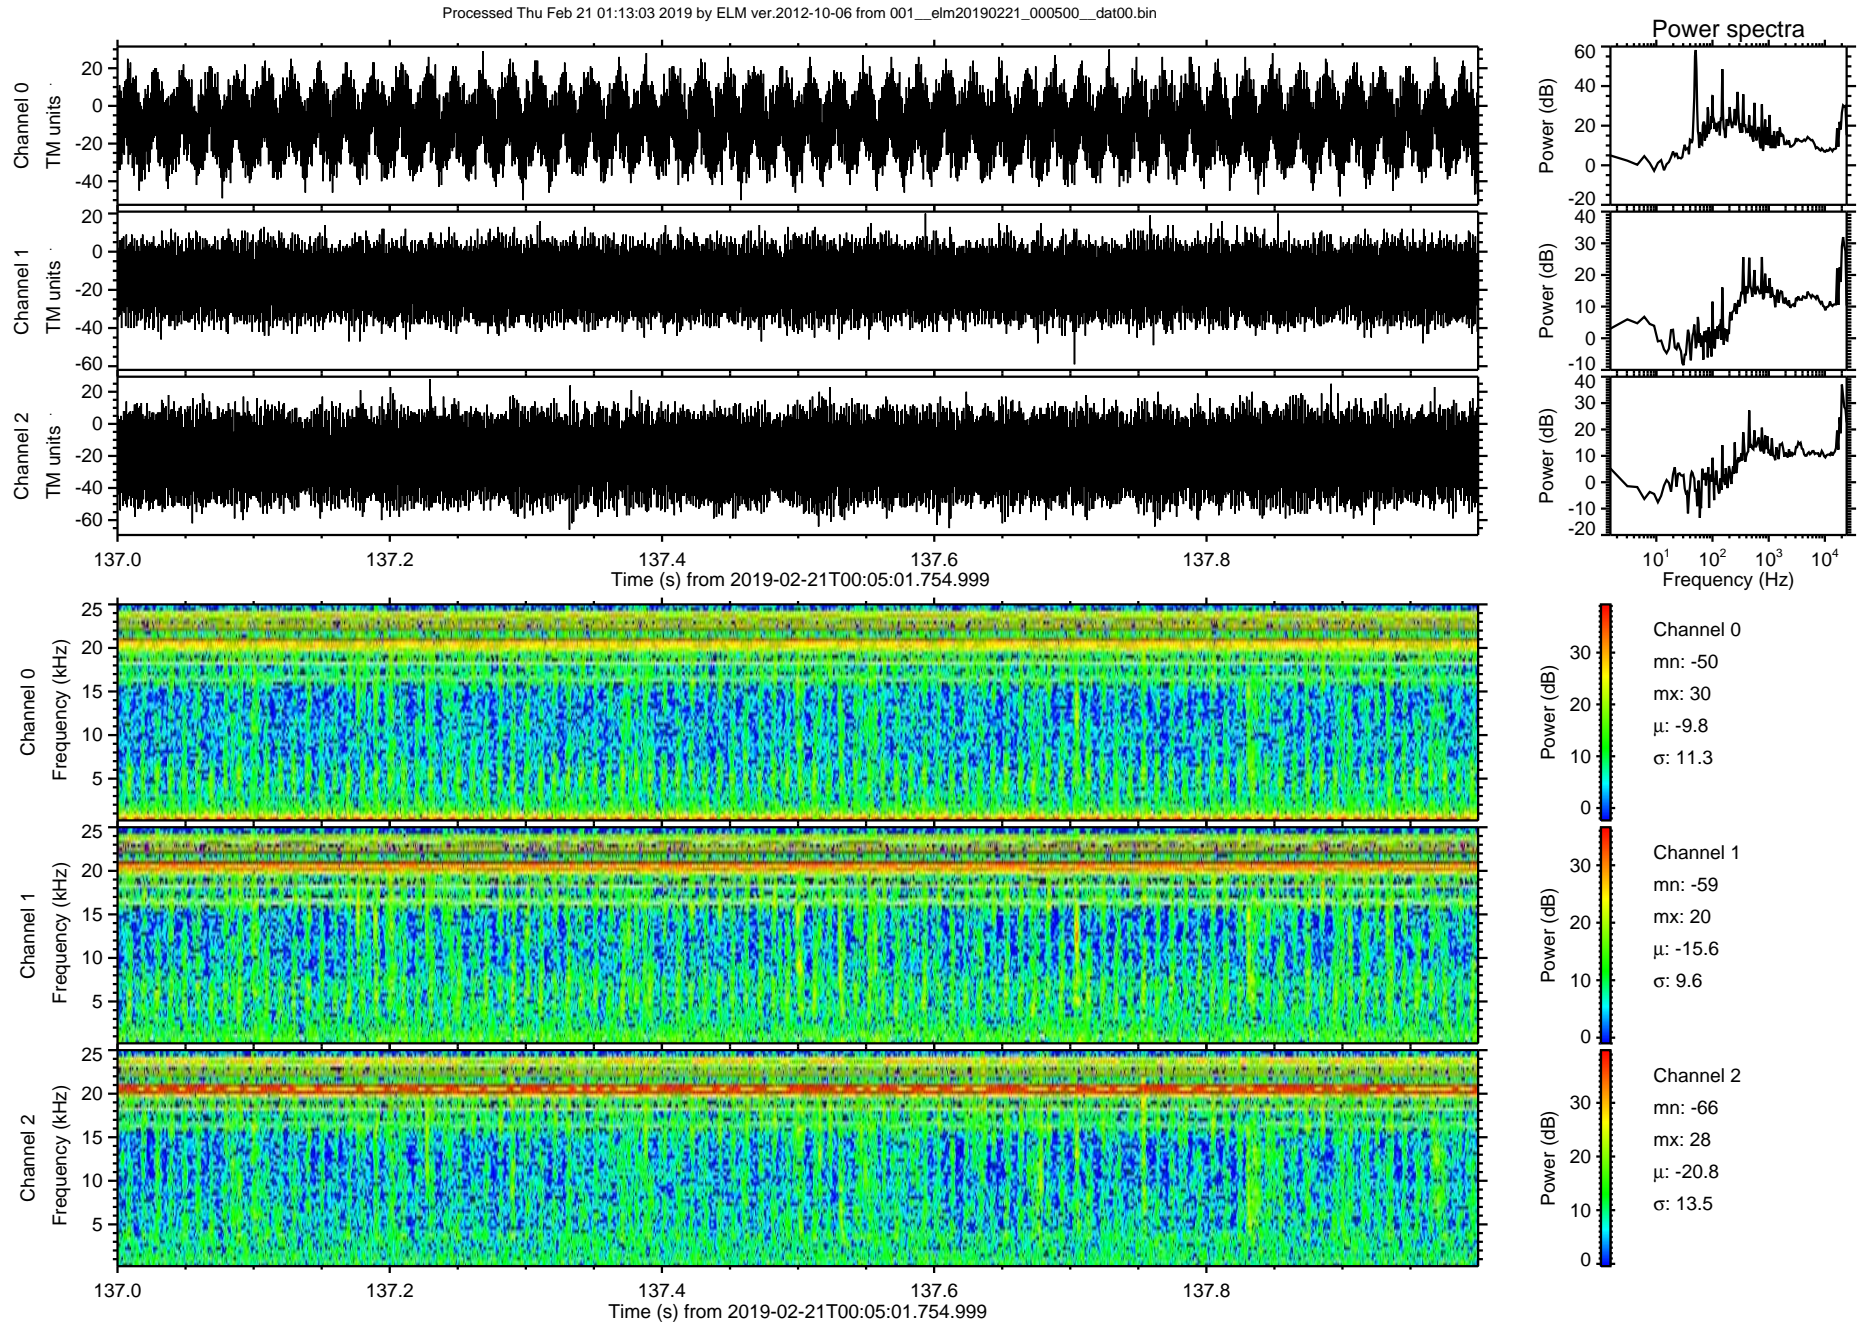 Processed Thu Feb 21 01:13:03 2019 by ELM ver.2012-10-06 from 001__elm20190221_000500__dat00.bin
Power spectra
Channel 0
TM units
20
0
-20
-40
Power (dB)
60
40
20
0
-20
Channel 1
TM units
20
0
-20
-40
-60
Power (dB)
40
30
20
10
0
-10
Channel 2
TM units
20
0
-20
-40
-60
Power (dB)
40
30
20
10
0
-10
-20
137.0 137.2 137.4 137.6 137.8
Time (s) from 2019-02-21T00:05:01.754.999
10^1 10^2 10^3 10^4
Frequency (Hz)
Channel 0
Frequency (kHz)
25
20
15
10
5
Power (dB)
30
20
10
0
Channel 0
mn: -50
mx: 30
μ: -9.8
σ: 11.3
Channel 1
Frequency (kHz)
25
20
15
10
5
Power (dB)
30
20
10
0
Channel 1
mn: -59
mx: 20
μ: -15.6
σ: 9.6
Channel 2
Frequency (kHz)
25
20
15
10
5
Power (dB)
30
20
10
0
Channel 2
mn: -66
mx: 28
μ: -20.8
σ: 13.5
137.0 137.2 137.4 137.6 137.8
Time (s) from 2019-02-21T00:05:01.754.999